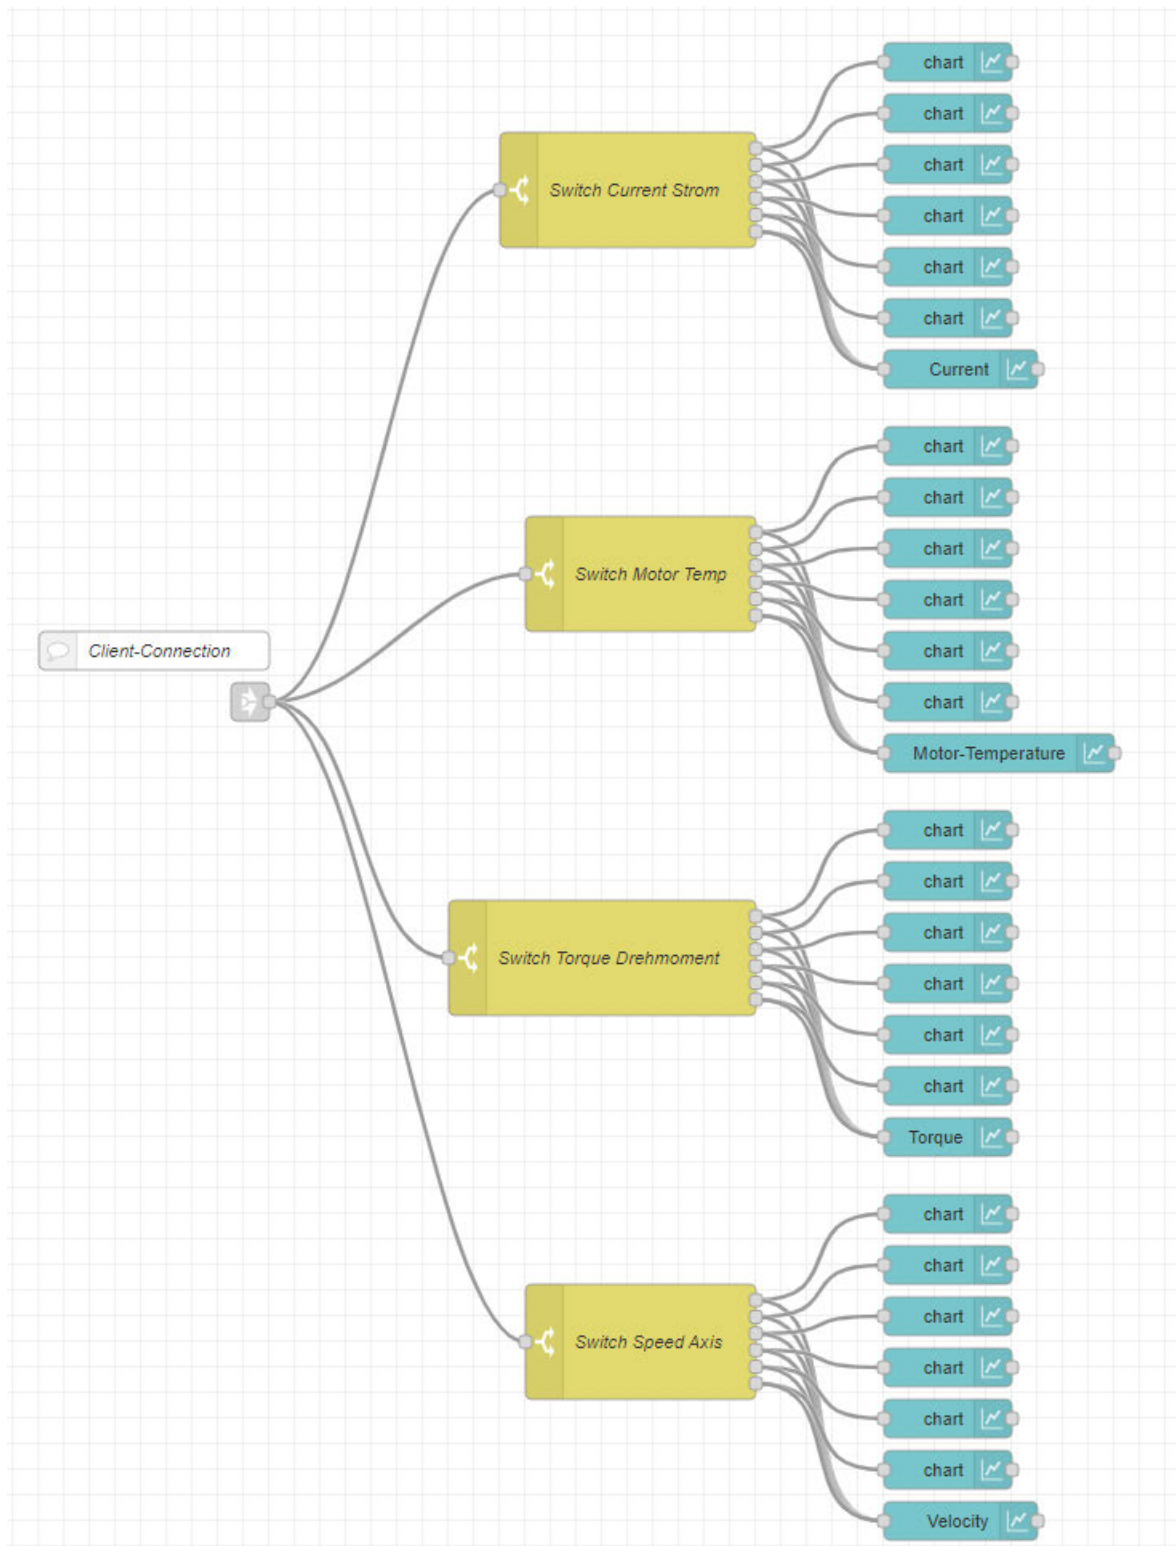 chart
chart
chart
Switch Current Strom
chart
chart
chart
Current
chart
chart
chart
Switch Motor Temp
chart
chart
Client-Connection
chart
Motor-Temperature
chart
chart
chart
Switch Torque Drehmoment
chart
chart
chart
Torque
chart
chart
chart
Switch Speed Axis
chart
chart
chart
Velocity